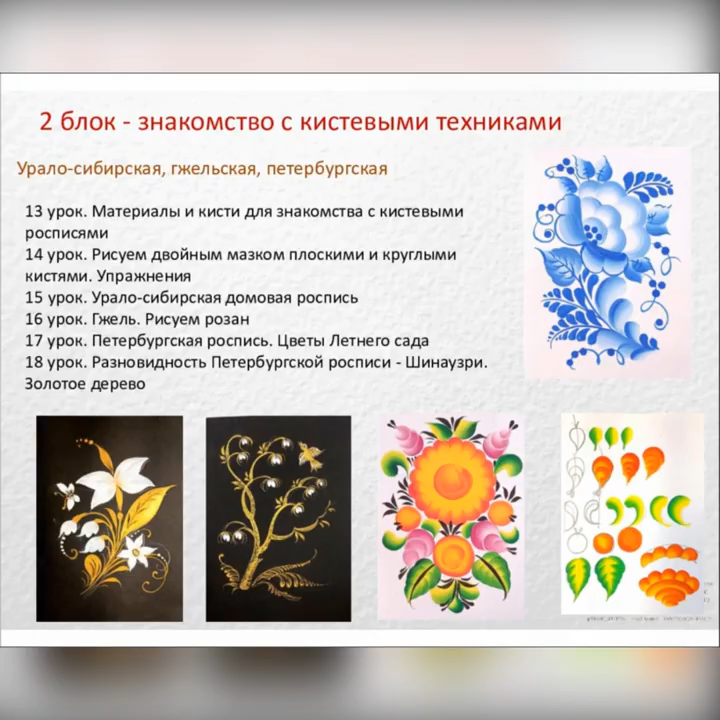 2 блок - знакомство с кистевыми техниками
Урало-сибирская, гжельская, петербургская
13 урок. Материалы и кисти для знакомства с кистевыми
росписями
14 урок. Рисуем двойным мазком плоскими и круглыми
кистями. Упражнения
15 урок. Урало-сибирская домовая роспись
16 урок. Гжель. Рисуем розан
17 урок. Петербургская роспись. Цветы Летнего сада
18 урок. Разновидность Петербургской росписи - Шинаузри.
Золотое дерево